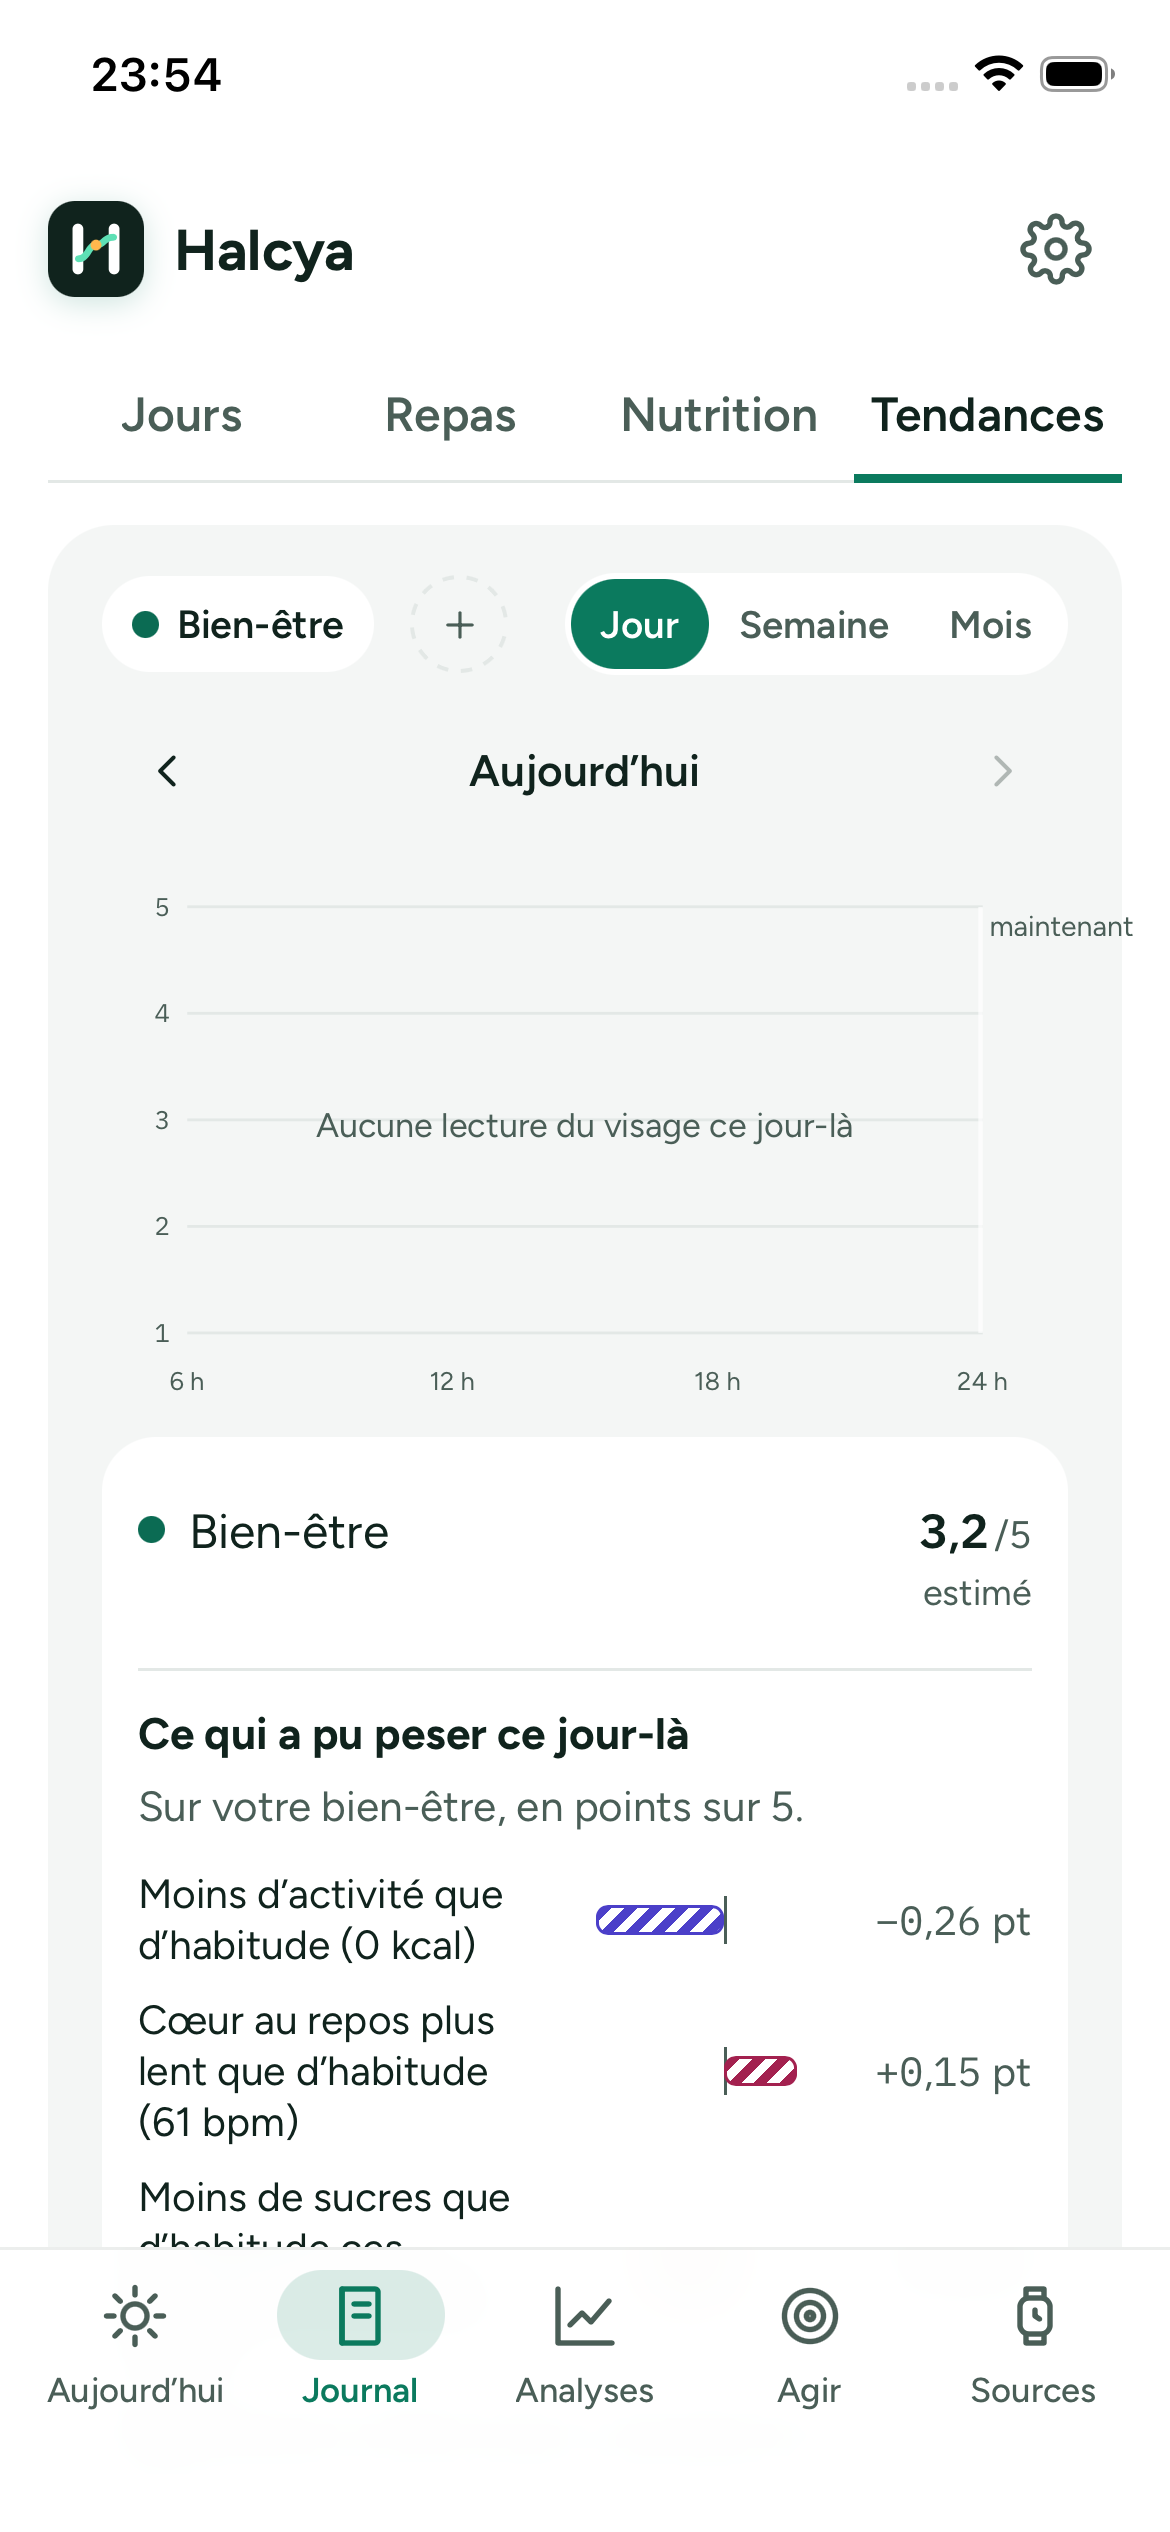 23:54
Halcya
Jours Repas Nutrition Tendances
Bien-être + Jour Semaine Mois
Aujourd’hui
5
maintenant
4
3
Aucune lecture du visage ce jour-là
2
1
6 h 12 h 18 h 24 h
Bien-être 3,2/5
estimé
Ce qui a pu peser ce jour-là
Sur votre bien-être, en points sur 5.
Moins d’activité que
d’habitude (0 kcal)
−0,26 pt
Cœur au repos plus
lent que d’habitude
(61 bpm)
+0,15 pt
Moins de sucres que
d’habitude ces
Aujourd’hui Journal Analyses Agir Sources